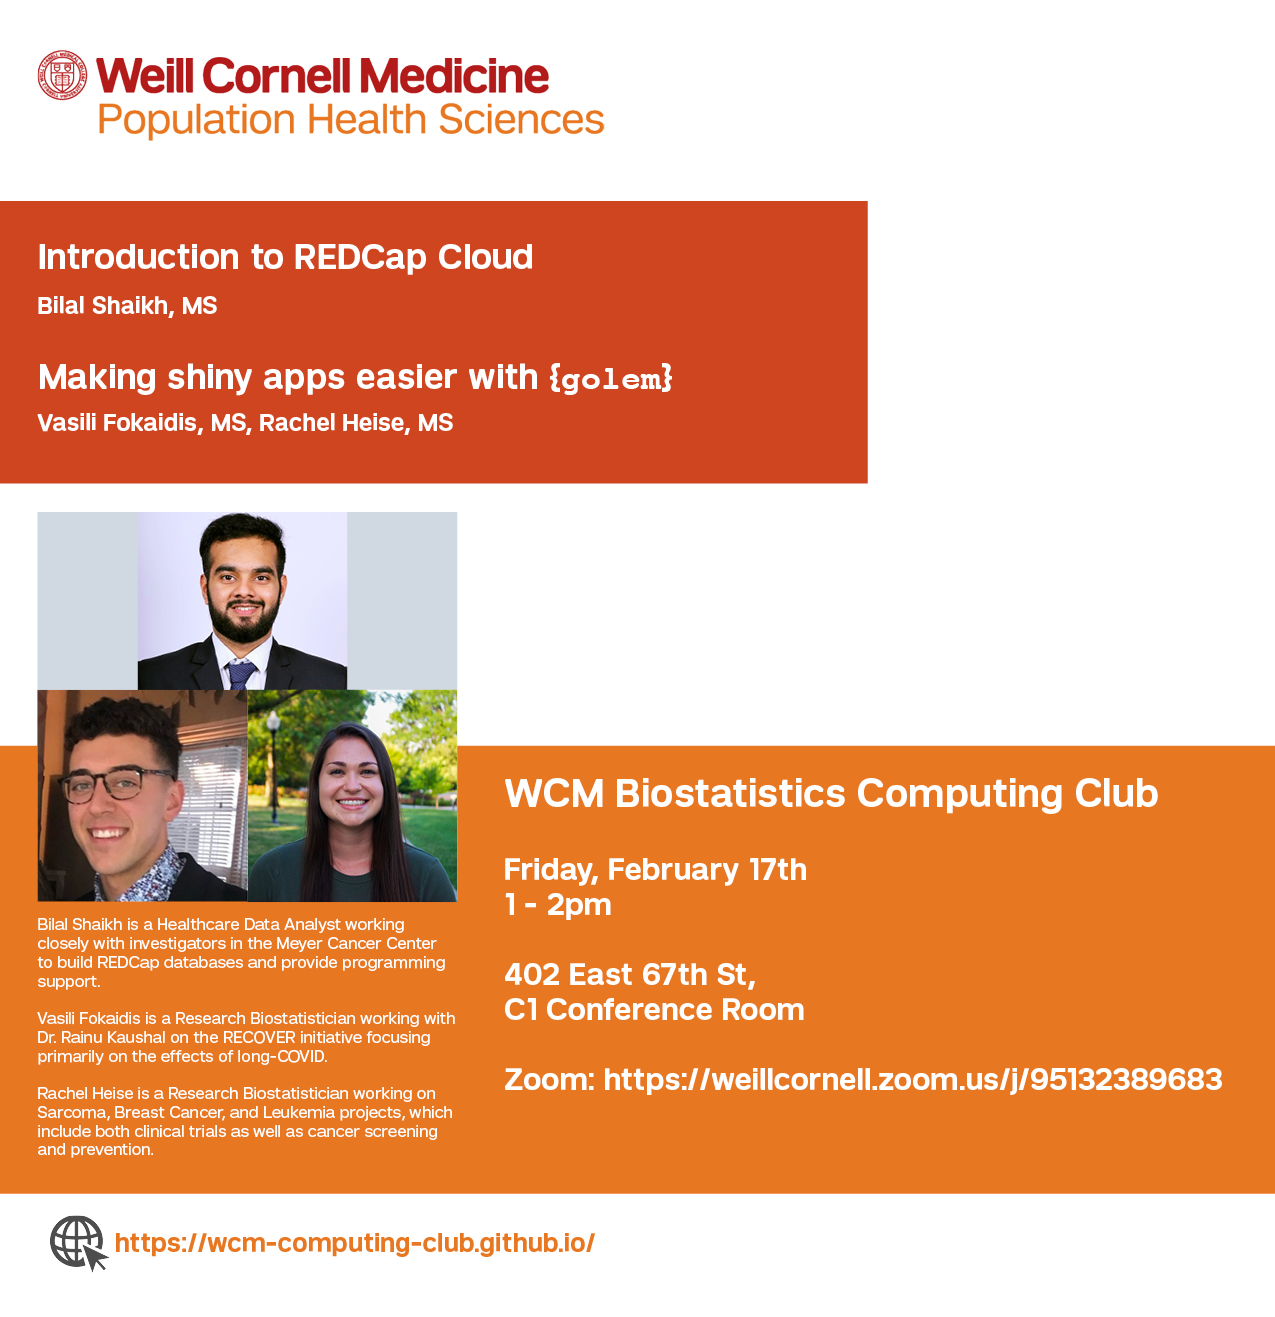 Weill Cornell Medicine
Population Health Sciences
Introduction to REDCap Cloud
Bilal Shaikh, MS
Making shiny apps easier with {golem}
Vasili Fokaidis, MS, Rachel Heise, MS
Bilal Shaikh is a Healthcare Data Analyst working
closely with investigators in the Meyer Cancer Center
to build REDCap databases and provide programming
support.
Vasili Fokaidis is a Research Biostatistician working with
Dr. Rainu Kaushal on the RECOVER initiative focusing
primarily on the effects of long-COVID.
Rachel Heise is a Research Biostatistician working on
Sarcoma, Breast Cancer, and Leukemia projects, which
include both clinical trials as well as cancer screening
and prevention.
WCM Biostatistics Computing Club
Friday, February 17th
1 - 2pm
402 East 67th St,
C1 Conference Room
Zoom: https://weillcornell.zoom.us/j/95132389683
https://wcm-computing-club.github.io/